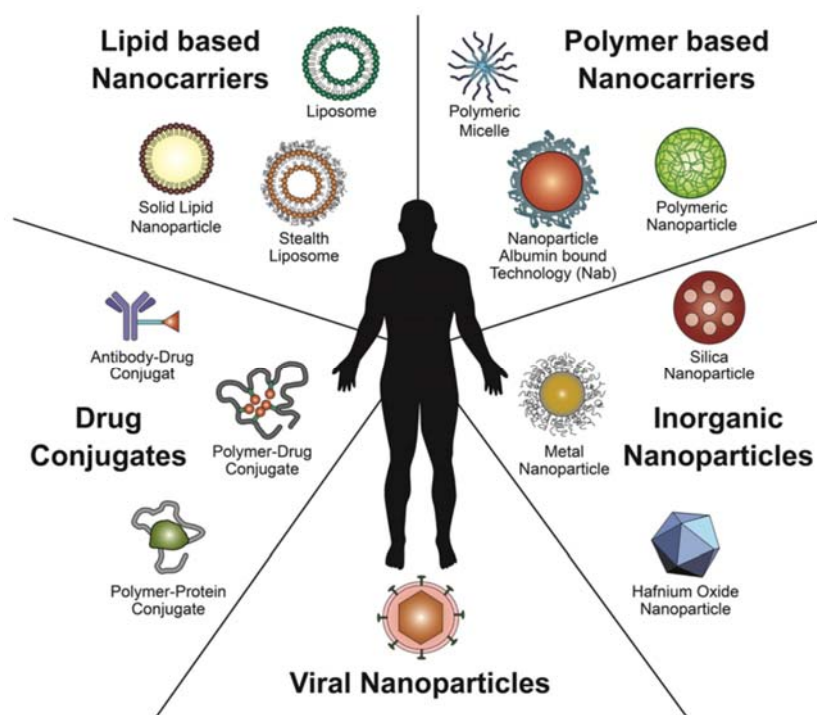 Lipid based
Nanocarriers
Liposome
Solid Lipid
Nanoparticle
Stealth
Liposome
Polymer based
Nanocarriers
Polymeric
Micelle
Nanoparticle
Albumin bound
Technology (Nab)
Polymeric
Nanoparticle
Antibody-Drug
Conjugat
Drug
Conjugates
Polymer-Drug
Conjugate
Polymer-Protein
Conjugate
Silica
Nanoparticle
Metal
Nanoparticle
Inorganic
Nanoparticles
Hafnium Oxide
Nanoparticle
Viral Nanoparticles